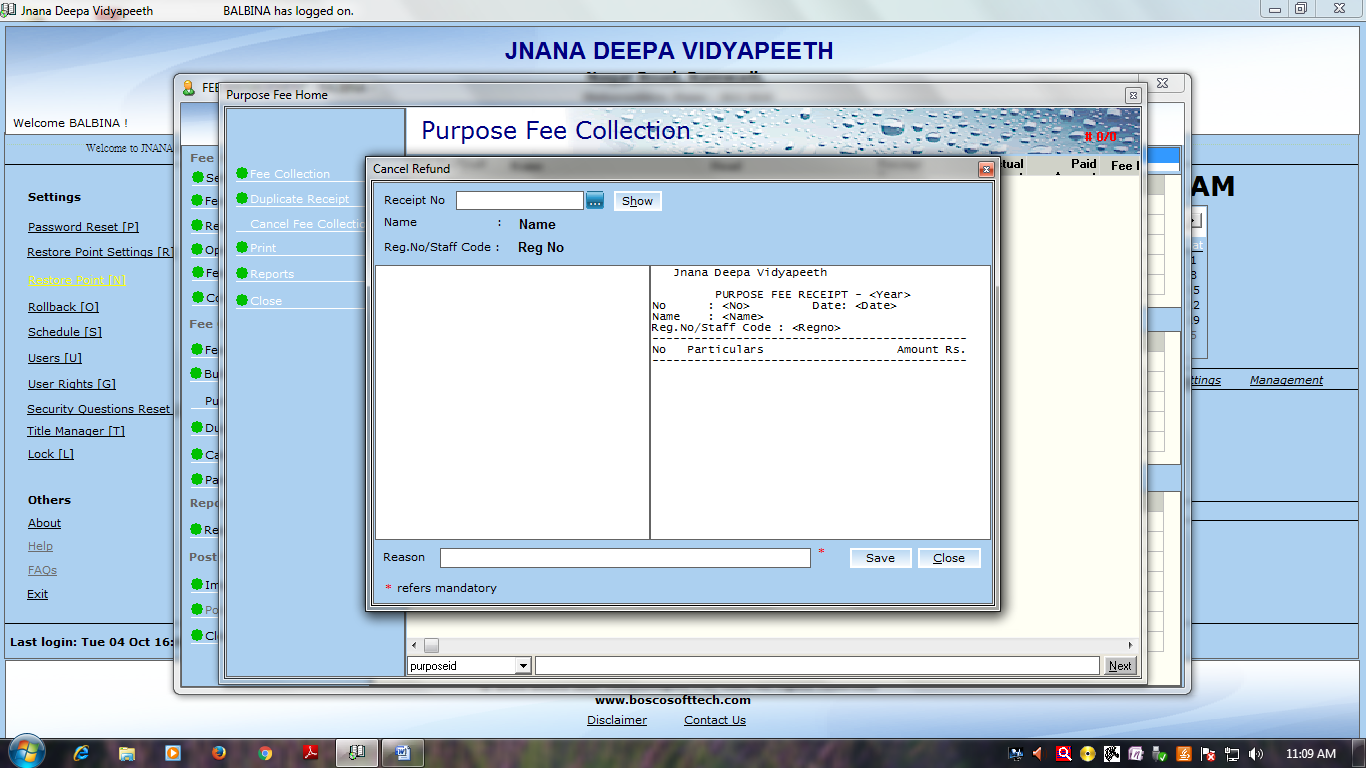 Jnana Deepa Vidyapeeth BALBINA has logged on.
JNANA DEEPA VIDYAPEETH
Welcome BALBINA !
Welcome to JNANA
Settings
Password Reset [P]
Restore Point Settings [R]
Restore Point [N]
Rollback [O]
Schedule [S]
Users [U]
User Rights [G]
Security Questions Reset
Title Manager [T]
Lock [L]
Others
About
Help
FAQs
Exit
Last login: Tue 04 Oct 16:
Purpose Fee Home
Purpose Fee Collection
# 0/0
Fee Collection
Duplicate Receipt
Cancel Fee Collectio
Print
Reports
Close
Paid
Cancel Refund
Receipt No ... Show
Name : Name
Reg.No/Staff Code : Reg No
Jnana Deepa Vidyapeeth
PURPOSE FEE RECEIPT - <Year>
No : <No> Date: <Date>
Name : <Name>
Reg.No/Staff Code : <Regno>
---------------------------------------------
No Particulars Amount Rs.
---------------------------------------------
Reason * Save Close
* refers mandatory
purposeid Next
AM
Management
www.boscosofttech.com
Disclaimer Contact Us
11:09 AM